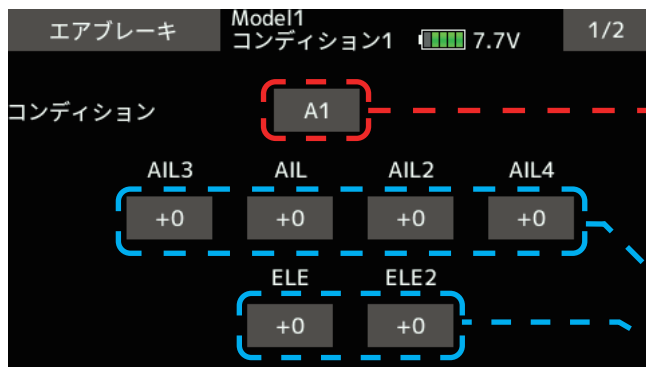 エアブレーキ
Model1
コンディション1
7.7V
1/2
コンディション
A1
AIL3 AIL AIL2 AIL4
+0 +0 +0 +0
ELE ELE2
+0 +0